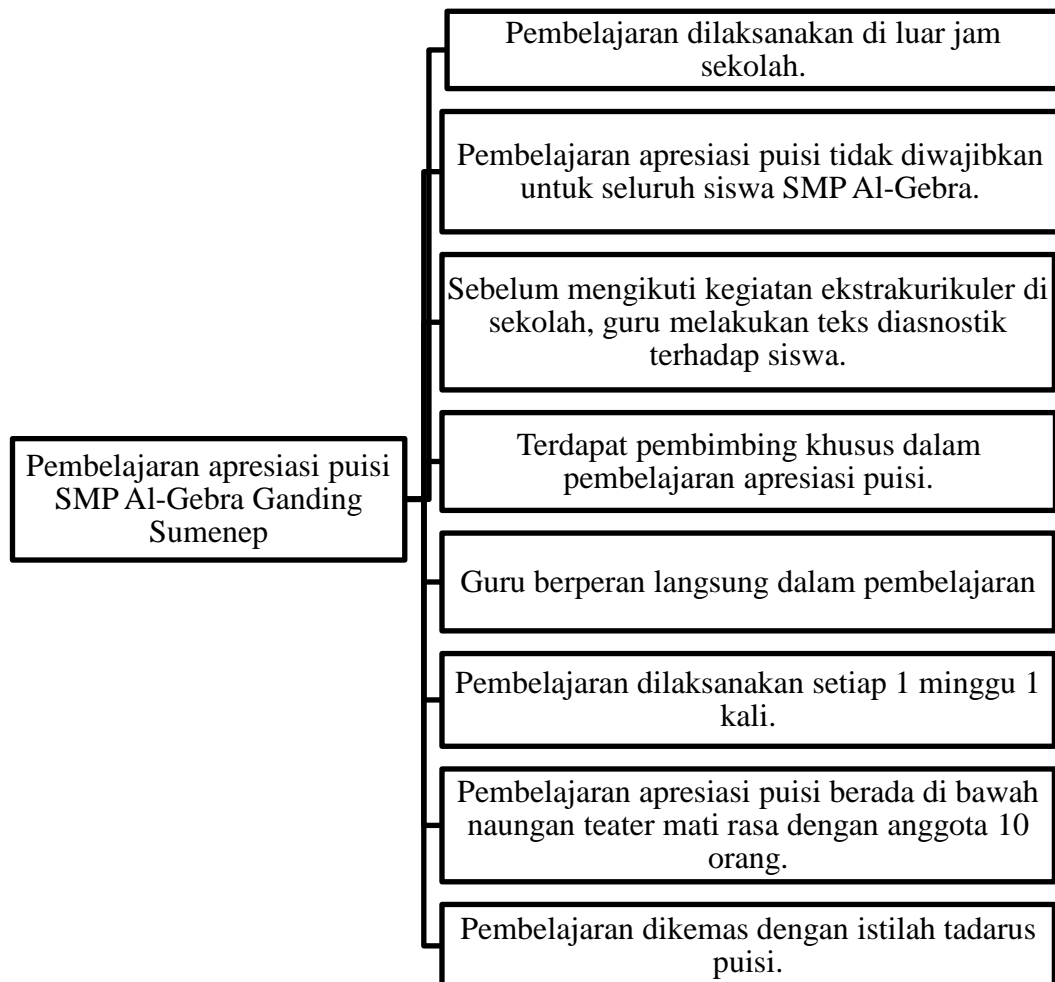 Pembelajaran dilaksanakan di luar jam
sekolah.
Pembelajaran apresiasi puisi tidak diwajibkan
untuk seluruh siswa SMP Al-Gebra.
Sebelum mengikuti kegiatan ekstrakurikuler di
sekolah, guru melakukan teks diasnostik
terhadap siswa.
Pembelajaran apresiasi puisi
SMP Al-Gebra Ganding
Sumenep
Terdapat pembimbing khusus dalam
pembelajaran apresiasi puisi.
Guru berperan langsung dalam pembelajaran
Pembelajaran dilaksanakan setiap 1 minggu 1
kali.
Pembelajaran apresiasi puisi berada di bawah
naungan teater mati rasa dengan anggota 10
orang.
Pembelajaran dikemas dengan istilah tadarus
puisi.